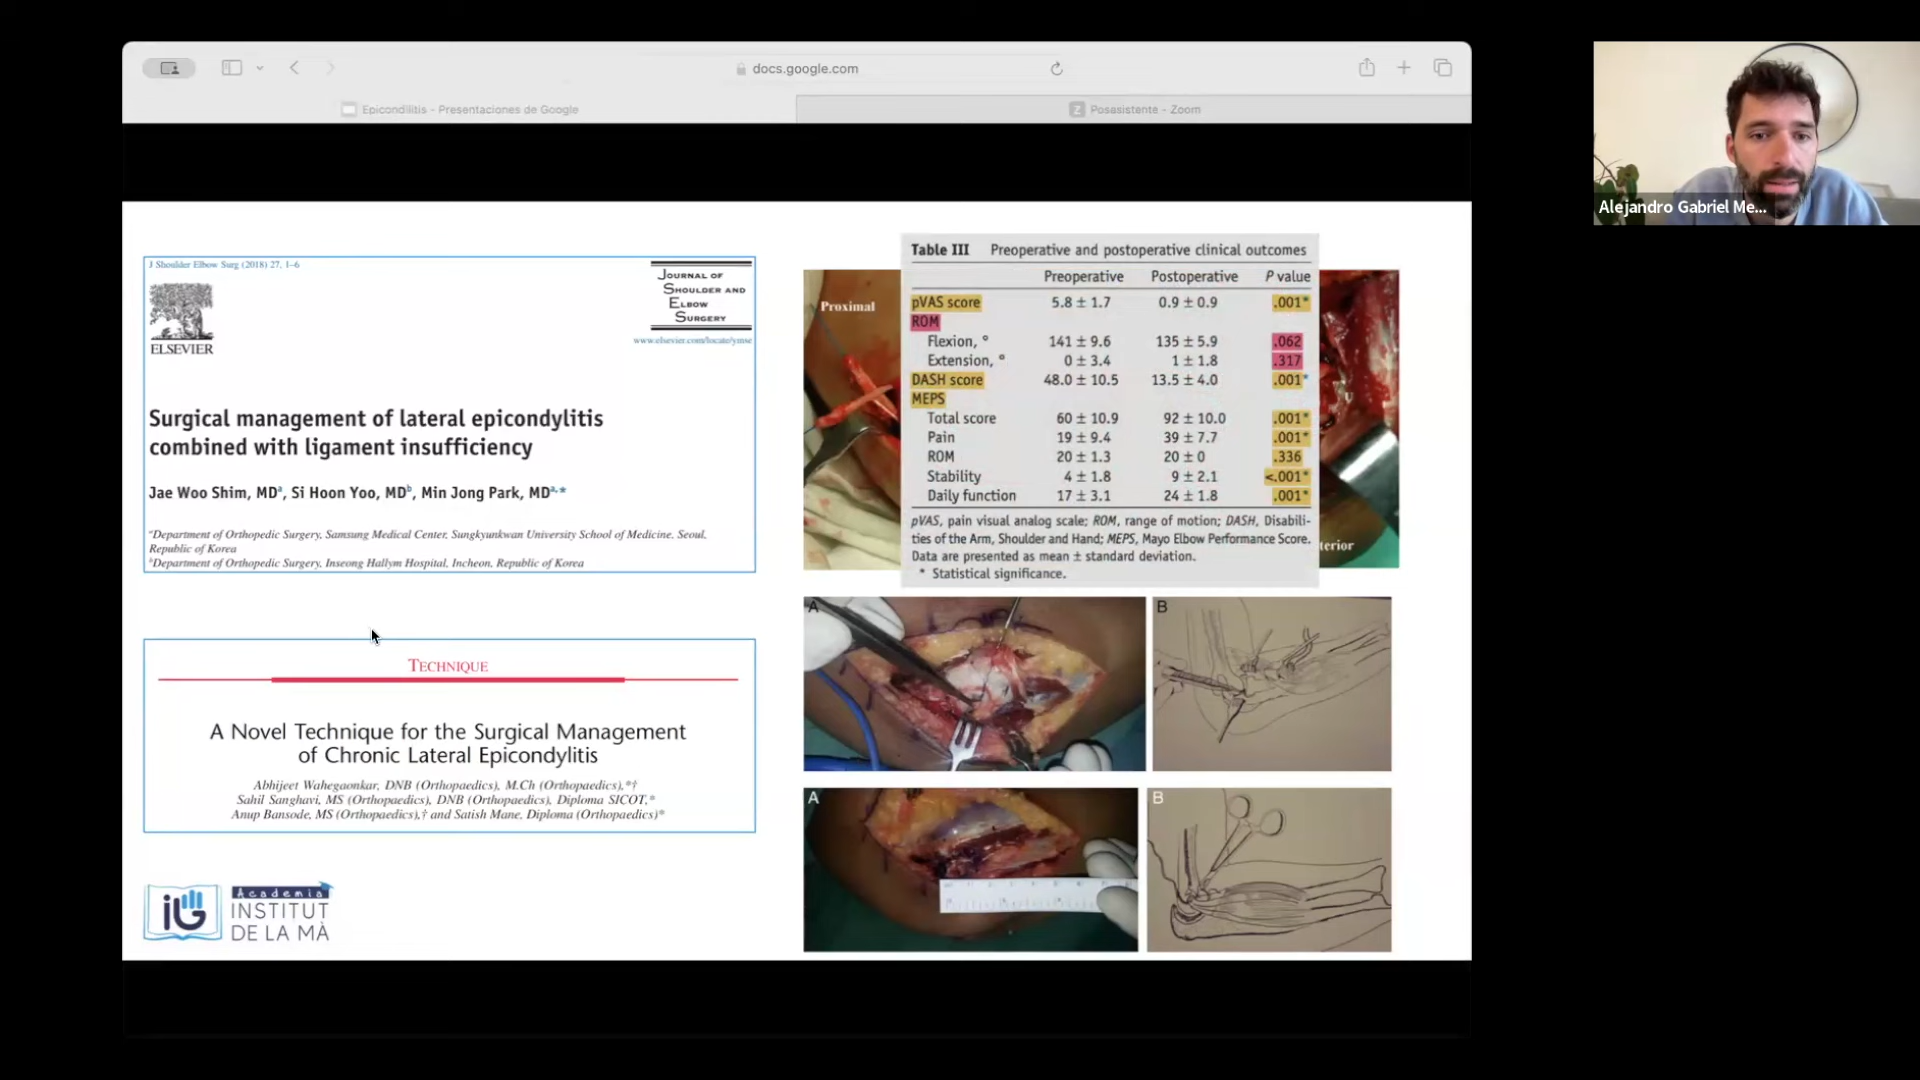 docs.google.com
Epicondilitis - Presentaciones de Google
Z
Posasistente - Zoom
Alejandro Gabriel Me...
J Shoulder Elbow Surg (2018) 27, 1–6
JOURNAL OF
SHOULDER AND
ELBOW
SURGERY
ELSEVIER
www.elsevier.com/locate/ymse
Surgical management of lateral epicondylitis
combined with ligament insufficiency
Jae Woo Shim, MDª, Si Hoon Yoo, MDᵇ, Min Jong Park, MDª,*
ªDepartment of Orthopedic Surgery, Samsung Medical Center, Sungkyunkwan University School of Medicine, Seoul,
Republic of Korea
ᵇDepartment of Orthopedic Surgery, Inseong Hallym Hospital, Incheon, Republic of Korea
TECHNIQUE
A Novel Technique for the Surgical Management
of Chronic Lateral Epicondylitis
Abhijeet Wahegaonkar, DNB (Orthopaedics), M.Ch (Orthopaedics),*†
Sahil Sanghavi, MS (Orthopaedics), DNB (Orthopaedics), Diploma SICOT,*
Anup Bansode, MS (Orthopaedics),† and Satish Mane, Diploma (Orthopaedics)*
Academia
INSTITUT
DE LA MÀ
Proximal
Table III Preoperative and postoperative clinical outcomes
Preoperative Postoperative P value
pVAS score 5.8 ± 1.7 0.9 ± 0.9 .001*
ROM
Flexion, ° 141 ± 9.6 135 ± 5.9 .062
Extension, ° 0 ± 3.4 1 ± 1.8 .317
DASH score 48.0 ± 10.5 13.5 ± 4.0 .001*
MEPS
Total score 60 ± 10.9 92 ± 10.0 .001*
Pain 19 ± 9.4 39 ± 7.7 .001*
ROM 20 ± 1.3 20 ± 0 .336
Stability 4 ± 1.8 9 ± 2.1 <.001*
Daily function 17 ± 3.1 24 ± 1.8 .001*
pVAS, pain visual analog scale; ROM, range of motion; DASH, Disabili-
ties of the Arm, Shoulder and Hand; MEPS, Mayo Elbow Performance Score.
Data are presented as mean ± standard deviation.
* Statistical significance.
terior
A
B
A
B